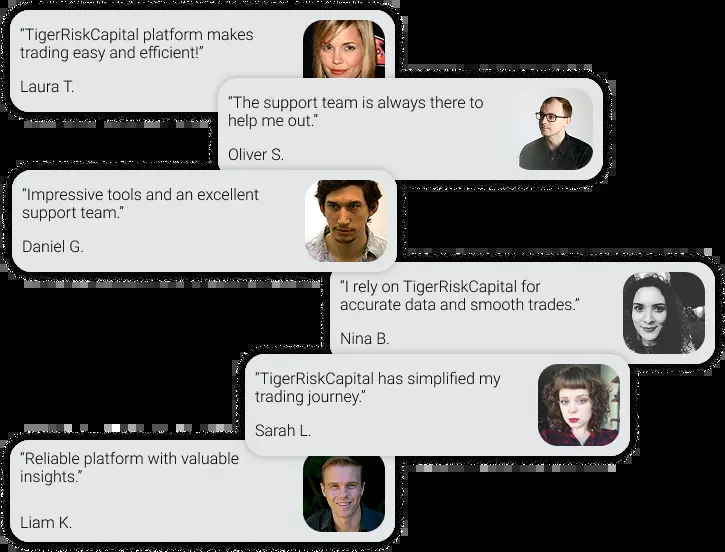 “TigerRiskCapital platform makes
trading easy and efficient!”
Laura T.
“The support team is always there to
help me out.”
Oliver S.
“Impressive tools and an excellent
support team.”
Daniel G.
“I rely on TigerRiskCapital for
accurate data and smooth trades.”
Nina B.
“TigerRiskCapital has simplified my
trading journey.”
Sarah L.
“Reliable platform with valuable
insights.”
Liam K.